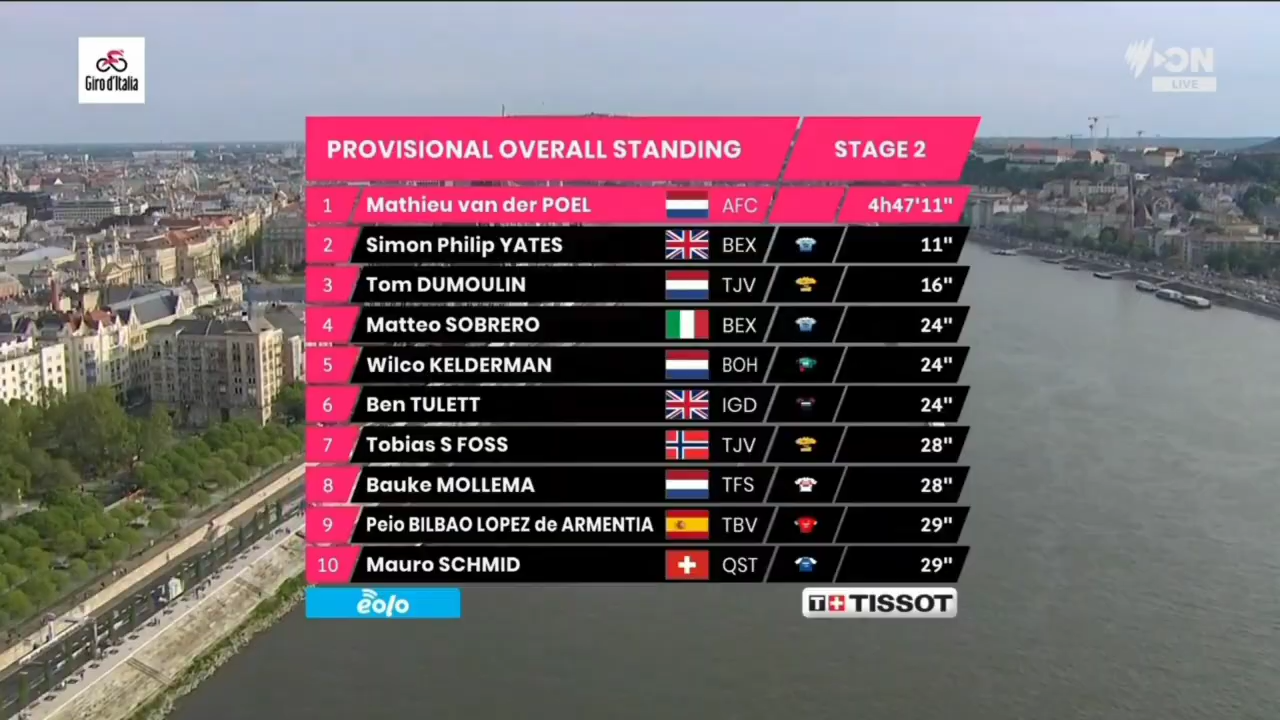 Giro d'Italia
ON
LIVE
PROVISIONAL OVERALL STANDING STAGE 2
1 Mathieu van der POEL AFC 4h47'11"
2 Simon Philip YATES BEX 11"
3 Tom DUMOULIN TJV 16"
4 Matteo SOBRERO BEX 24"
5 Wilco KELDERMAN BOH 24"
6 Ben TULETT IGD 24"
7 Tobias S FOSS TJV 28"
8 Bauke MOLLEMA TFS 28"
9 Peio BILBAO LOPEZ de ARMENTIA TBV 29"
10 Mauro SCHMID QST 29"
eolo T+ TISSOT